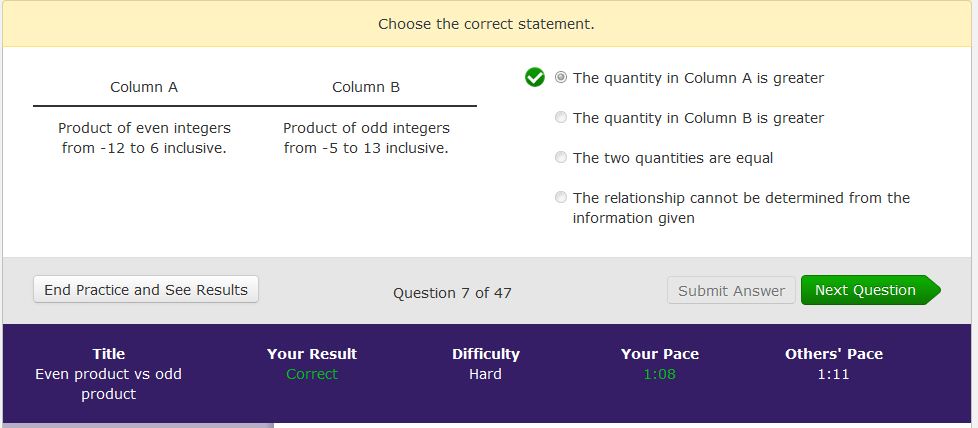 Choose the correct statement.
Column A
Column B
Product of even integers
from -12 to 6 inclusive.
Product of odd integers
from -5 to 13 inclusive.
The quantity in Column A is greater
The quantity in Column B is greater
The two quantities are equal
The relationship cannot be determined from the
information given
End Practice and See Results
Question 7 of 47
Submit Answer
Next Question
Title
Even product vs odd
product
Your Result
Correct
Difficulty
Hard
Your Pace
1:08
Others' Pace
1:11